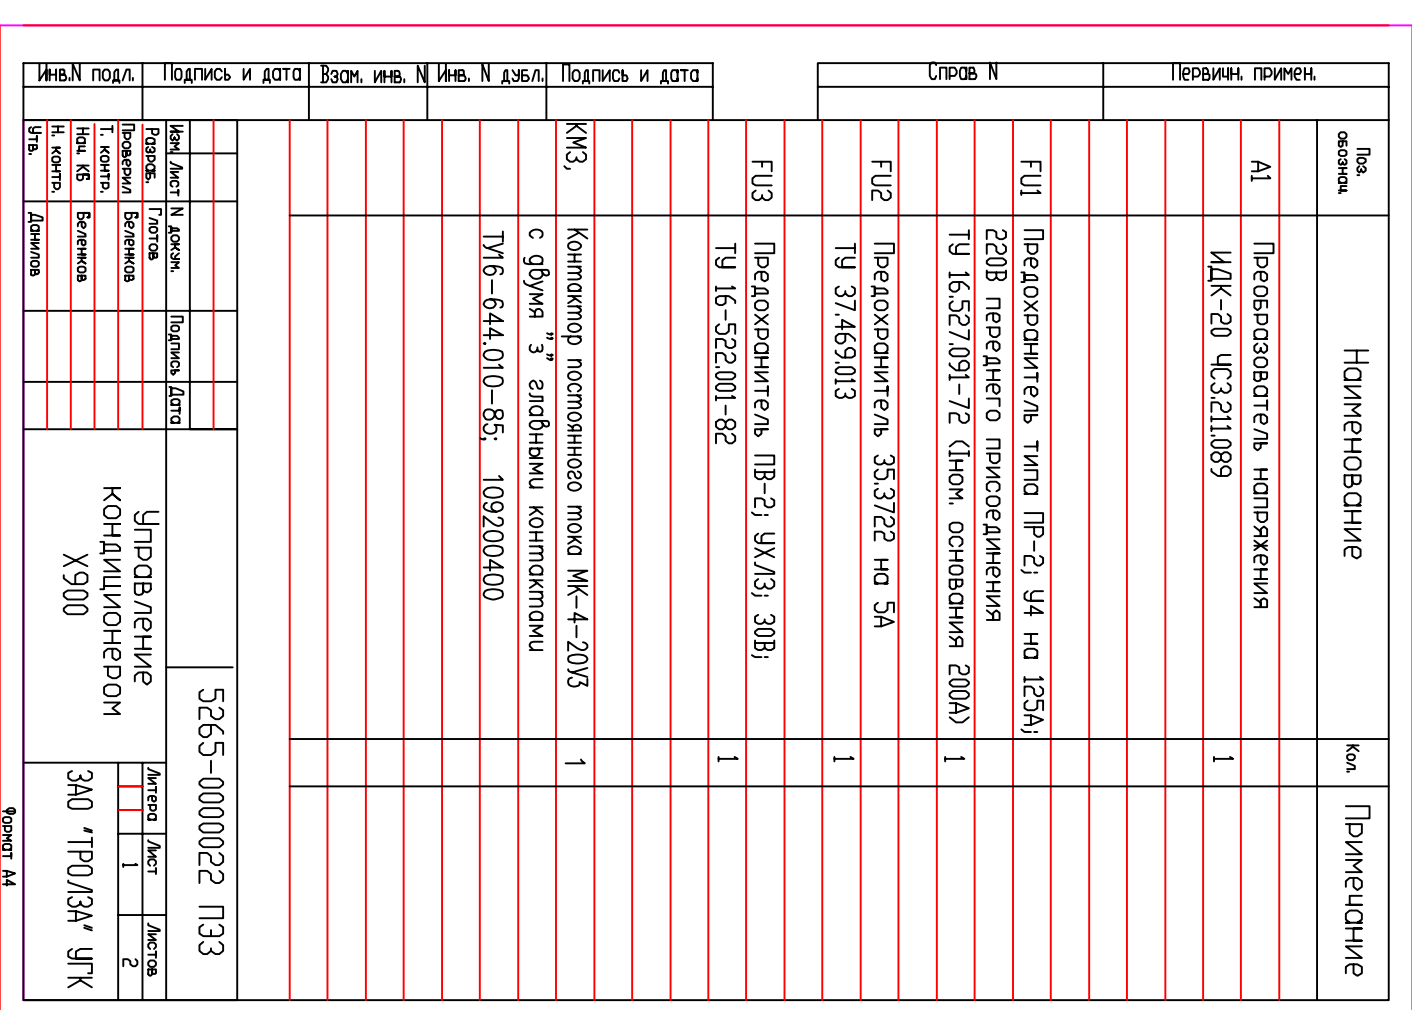 Поз. обознач.
Наименование
Кол.
Примечание
A1
Преобразователь напряжения
ИДК-20 ЧС3.211.089
1
FU1
Предохранитель типа ПР-2; У4 на 125А;
220В переднего присоединения
ТУ 16.527.091-72 (Iном. основания 200А)
1
FU2
Предохранитель 35.3722 на 5А
ТУ 37.469.013
1
FU3
Предохранитель ПВ-2; УХЛ3; 30В;
ТУ 16-522.001-82
1
КМ3,
Контактор постоянного тока МК-4-20У3
1
с двумя "з" главными контактами
ТУ16-644.010-85; 109200400
Первичн. примен.
Справ N
Подпись и дата
Инв. N дубл.
Взам. инв. N
Подпись и дата
Инв.N подл.
Изм. Лист N докум. Подпись Дата
Разраб. Глотов
Проверил Беленков
Т. контр.
Нач. КБ Беленков
Н. контр.
Утв. Данилов
5265-0000022 ПЭ3
Управление
кондиционером
Х900
Литера Лист Листов
1 2
ЗАО "ТРОЛЗА" УГК
Формат А4